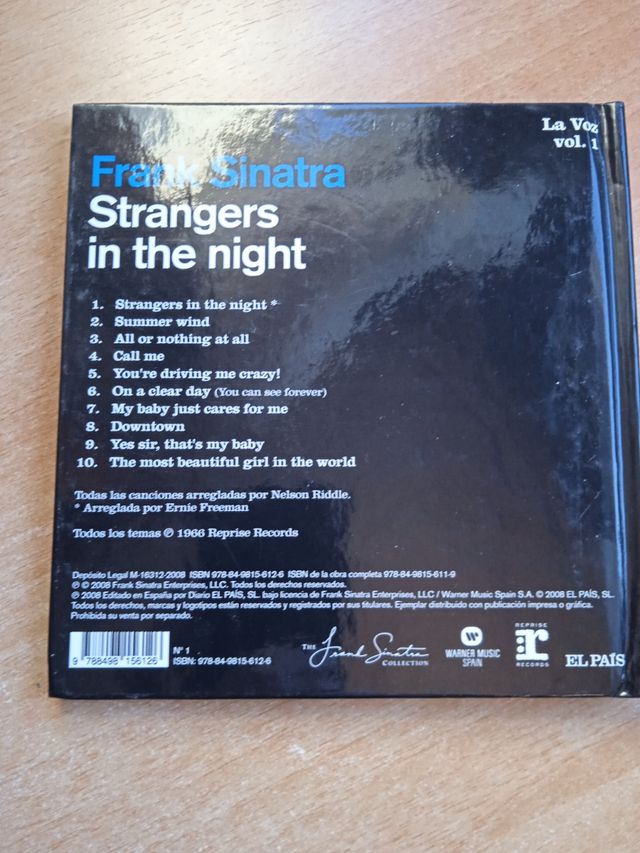 La Voz
vol. 1
Frank Sinatra
Strangers
in the night
1. Strangers in the night *
2. Summer wind
3. All or nothing at all
4. Call me
5. You're driving me crazy!
6. On a clear day (You can see forever)
7. My baby just cares for me
8. Downtown
9. Yes sir, that's my baby
10. The most beautiful girl in the world
Todas las canciones arregladas por Nelson Riddle.
* Arreglada por Ernie Freeman
Todos los temas ℗ 1966 Reprise Records
Depósito Legal M-16312-2008 ISBN 978-84-9815-612-6 ISBN de la obra completa 978-84-9815-611-9
℗ © 2008 Frank Sinatra Enterprises, LLC. Todos los derechos reservados.
℗ 2008 Editado en España por Diario EL PAÍS, SL. bajo licencia de Frank Sinatra Enterprises, LLC / Warner Music Spain S.A. © 2008 EL PAÍS, SL.
Todos los derechos, marcas y logotipos están reservados y registrados por sus titulares. Ejemplar distribuido con publicación impresa o gráfica.
Prohibida su venta por separado.
9 788498 156126
Nº 1
ISBN: 978-84-9815-612-6
THE Frank Sinatra COLLECTION
WARNER MUSIC
SPAIN
REPRISE
r:
RECORDS
EL PAÍS